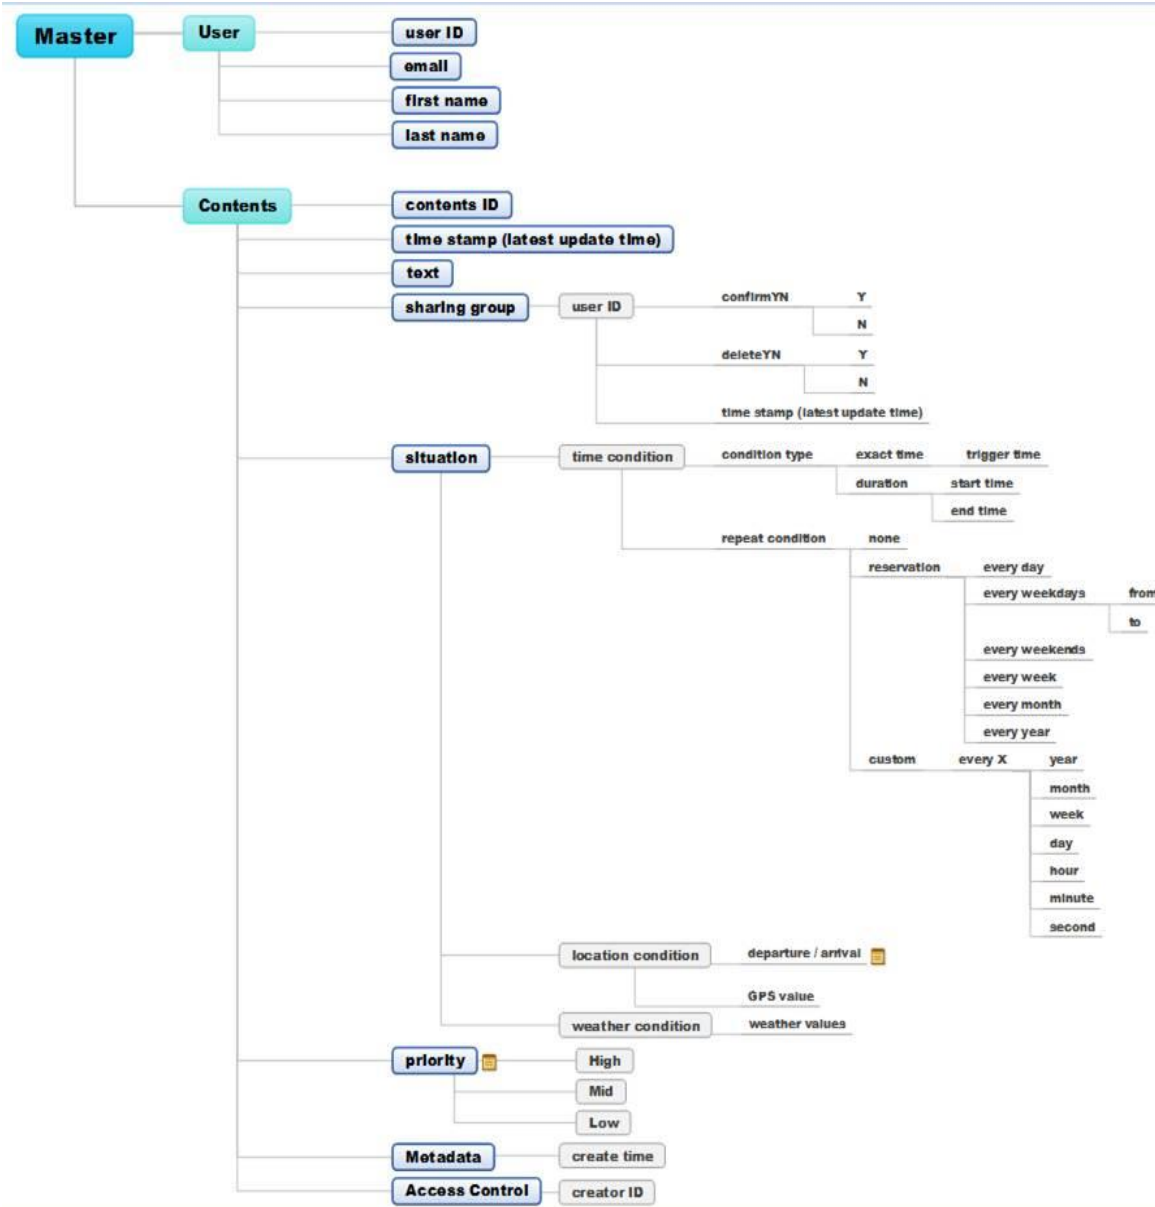 Master
User
user ID
email
first name
last name
Contents
contents ID
time stamp (latest update time)
text
sharing group
user ID
confirmYN
Y
N
deleteYN
Y
N
time stamp (latest update time)
situation
time condition
condition type
exact time
trigger time
duration
start time
end time
repeat condition
none
reservation
every day
every weekdays
from
to
every weekends
every week
every month
every year
custom
every X
year
month
week
day
hour
minute
second
location condition
departure / arrival
GPS value
weather condition
weather values
priority
High
Mid
Low
Metadata
create time
Access Control
creator ID